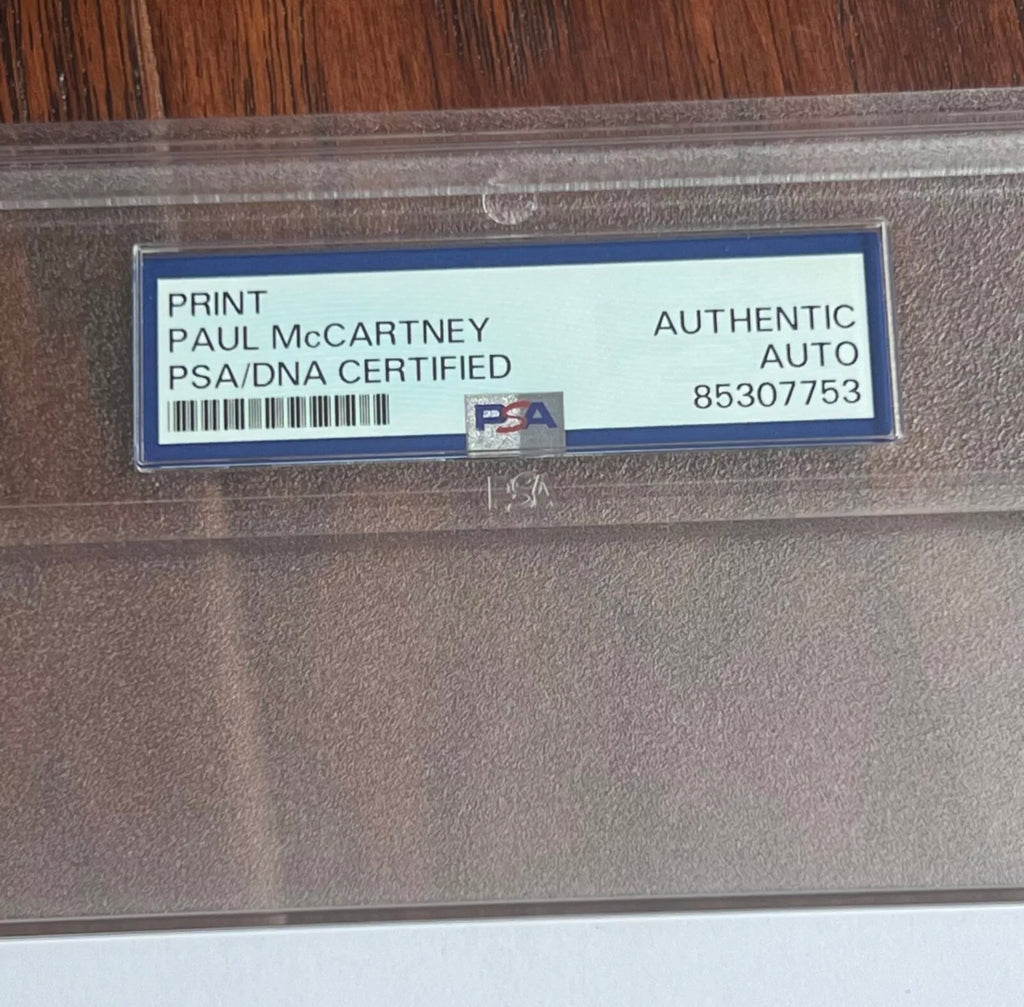 PRINT
PAUL McCARTNEY
PSA/DNA CERTIFIED
AUTHENTIC
AUTO
85307753
PSA
PSA